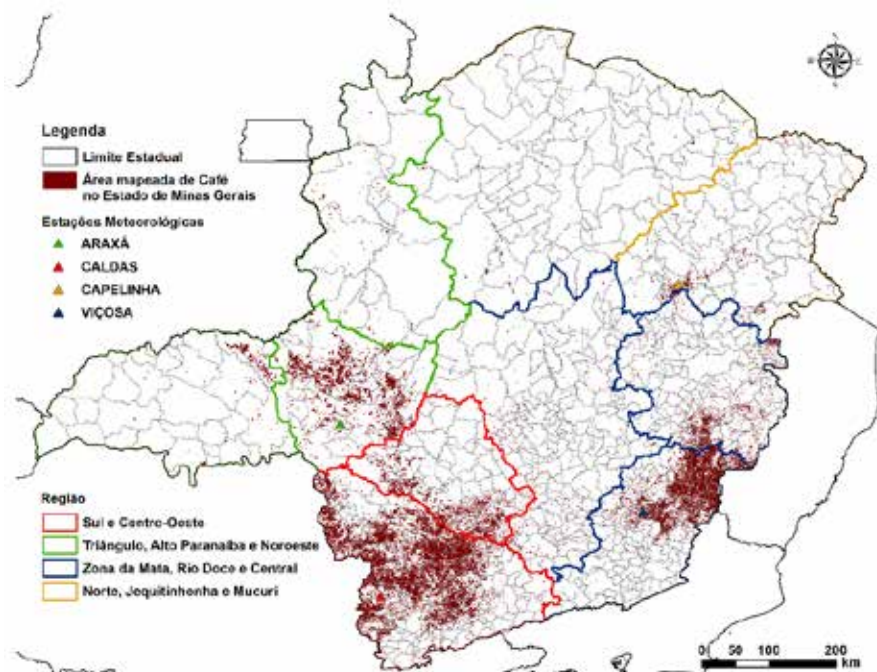 Legenda
Limite Estadual
Área mapeada de Café
no Estado de Minas Gerais
Estações Meteorológicas
ARAXÁ
CALDAS
CAPELINHA
VIÇOSA
Região
Sul e Centro-Oeste
Triângulo, Alto Paranaíba e Noroeste
Zona da Mata, Rio Doce e Central
Norte, Jequitinhonha e Mucuri
0 50 100 200
km